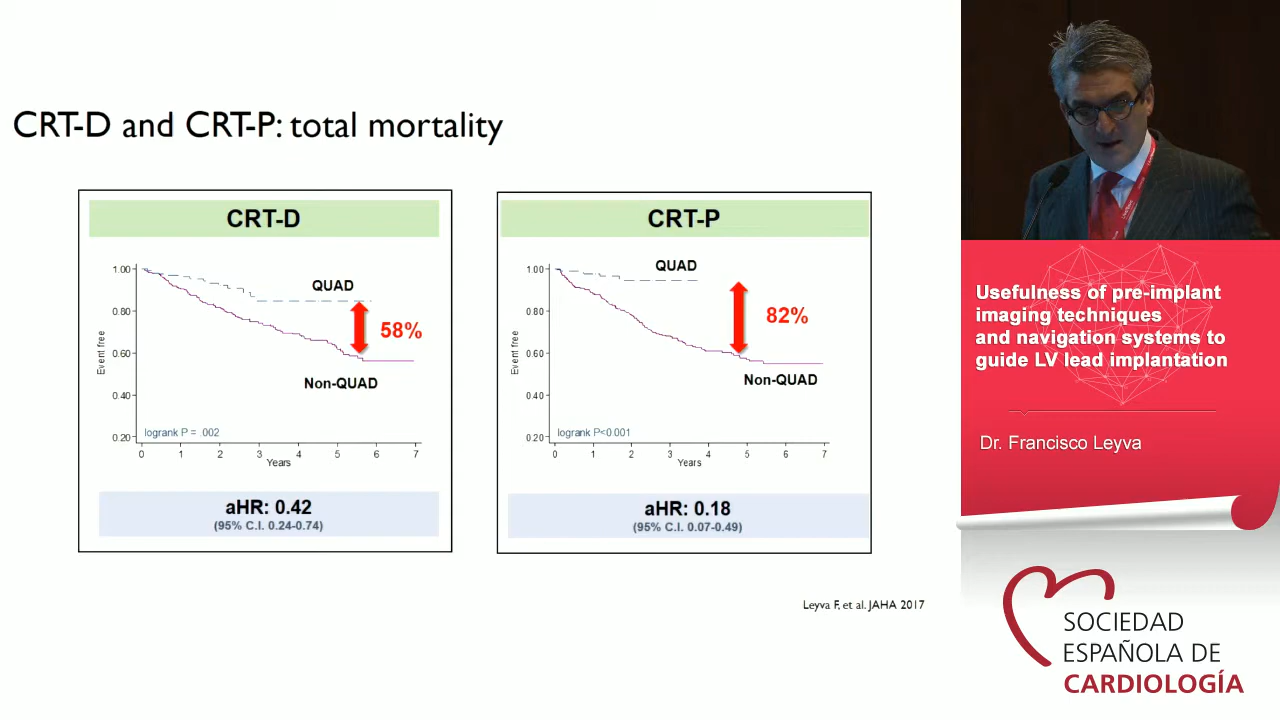 CRT-D and CRT-P: total mortality
CRT-D
1.00
0.80
0.60
0.40
0.20
Event free
QUAD
58%
Non-QUAD
logrank P = .002
0 1 2 3 4 5 6 7
Years
aHR: 0.42
(95% C.I. 0.24-0.74)
CRT-P
1.00
0.80
0.60
0.40
0.20
Event free
QUAD
82%
Non-QUAD
logrank P<0.001
0 1 2 3 4 5 6 7
Years
aHR: 0.18
(95% C.I. 0.07-0.49)
Leyva F, et al. JAHA 2017
Usefulness of pre-implant
imaging techniques
and navigation systems to
guide LV lead implantation
Dr. Francisco Leyva
SOCIEDAD
ESPAÑOLA DE
CARDIOLOGÍA